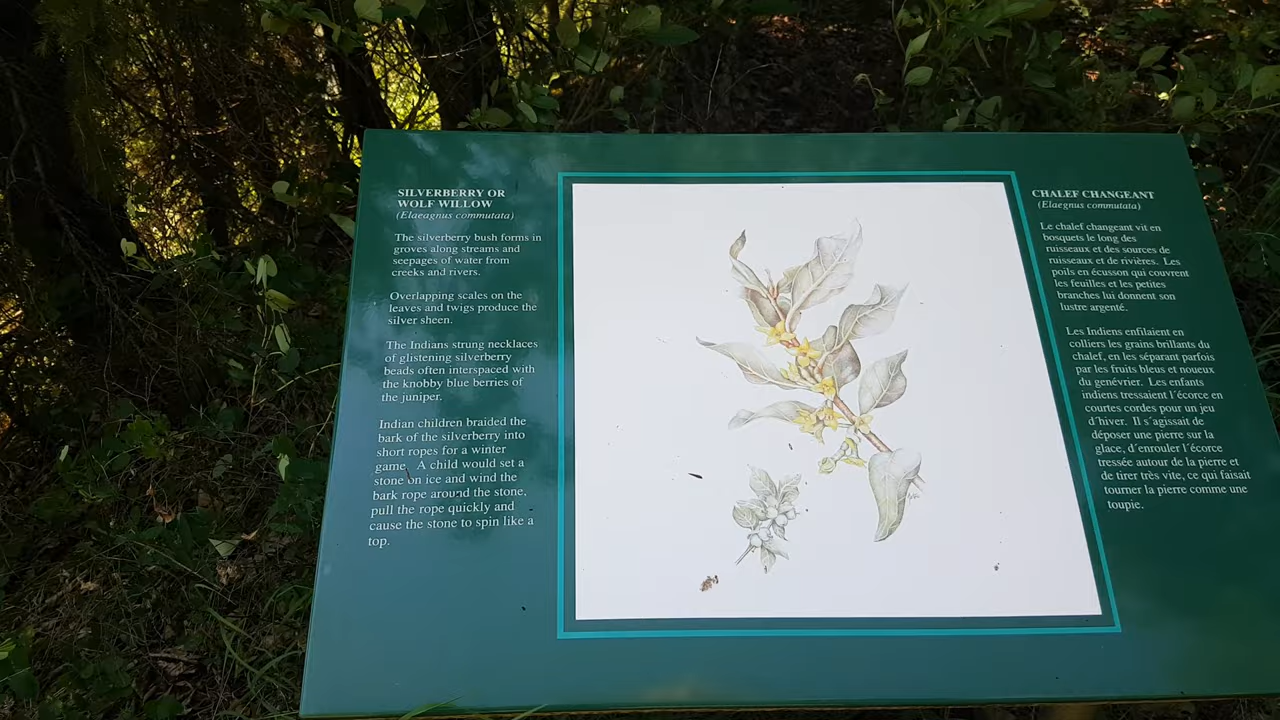 SILVERBERRY OR
WOLF WILLOW
(Elaeagnus commutata)
The silverberry bush forms in
groves along streams and
seepages of water from
creeks and rivers.
Overlapping scales on the
leaves and twigs produce the
silver sheen.
The Indians strung necklaces
of glistening silverberry
beads often interspaced with
the knobby blue berries of
the juniper.
Indian children braided the
bark of the silverberry into
short ropes for a winter
game. A child would set a
stone on ice and wind the
bark rope around the stone,
pull the rope quickly and
cause the stone to spin like a
top.
CHALEF CHANGEANT
(Elaegnus commutata)
Le chalef changeant vit en
bosquets le long des
ruisseaux et des sources de
ruisseaux et de rivières. Les
poils en écusson qui couvrent
les feuilles et les petites
branches lui donnent son
lustre argenté.
Les Indiens enfilaient en
colliers les grains brillants du
chalef, en les séparant parfois
par les fruits bleus et noueux
du genévrier. Les enfants
indiens tressaient l'écorce en
courtes cordes pour un jeu
d'hiver. Il s'agissait de
déposer une pierre sur la
glace, d'enrouler l'écorce
tressée autour de la pierre et
de tirer très vite, ce qui faisait
tourner la pierre comme une
toupie.